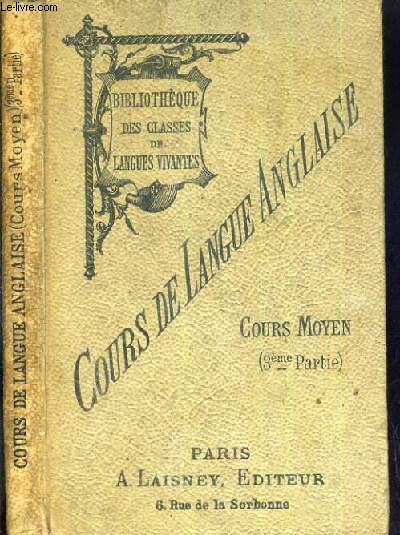 www.le-livre.com
COURS DE LANGUE ANGLAISE (Cours Moyen) (3ème Partie)
BIBLIOTHÈQUE
DES CLASSES
DE
LANGUES VIVANTES
COURS DE LANGUE ANGLAISE
COURS MOYEN
(3ème Partie)
PARIS
A. LAISNEY, EDITEUR
6. Rue de la Sorbonne